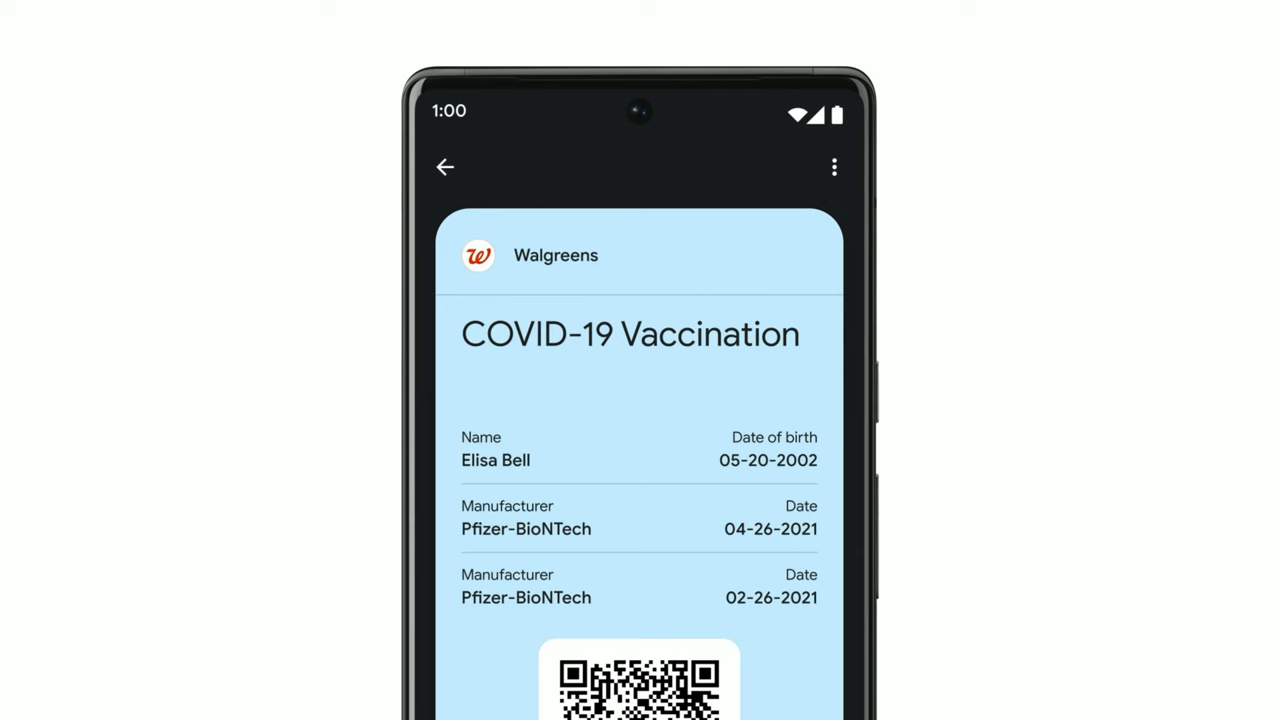 1:00
Walgreens
COVID-19 Vaccination
Name Date of birth
Elisa Bell 05-20-2002
Manufacturer Date
Pfizer-BioNTech 04-26-2021
Manufacturer Date
Pfizer-BioNTech 02-26-2021